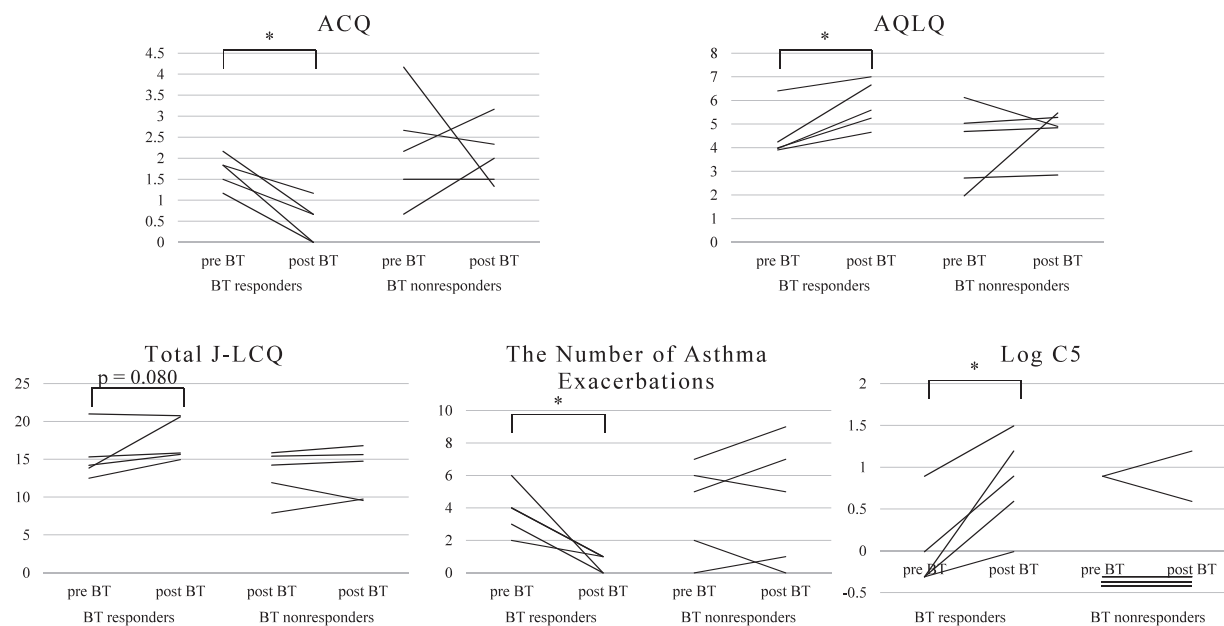 ACQ
*
4.5
4
3.5
3
2.5
2
1.5
1
0.5
0
pre BT post BT pre BT post BT
BT responders BT nonresponders
AQLQ
*
8
7
6
5
4
3
2
1
0
pre BT post BT pre BT post BT
BT responders BT nonresponders
Total J-LCQ
p = 0.080
25
20
15
10
5
0
pre BT post BT pre BT post BT
BT responders BT nonresponders
The Number of Asthma
Exacerbations
*
10
8
6
4
2
0
pre BT post BT pre BT post BT
BT responders BT nonresponders
Log C5
*
2
1.5
1
0.5
0
pre BT post BT pre BT post BT
-0.5
BT responders BT nonresponders